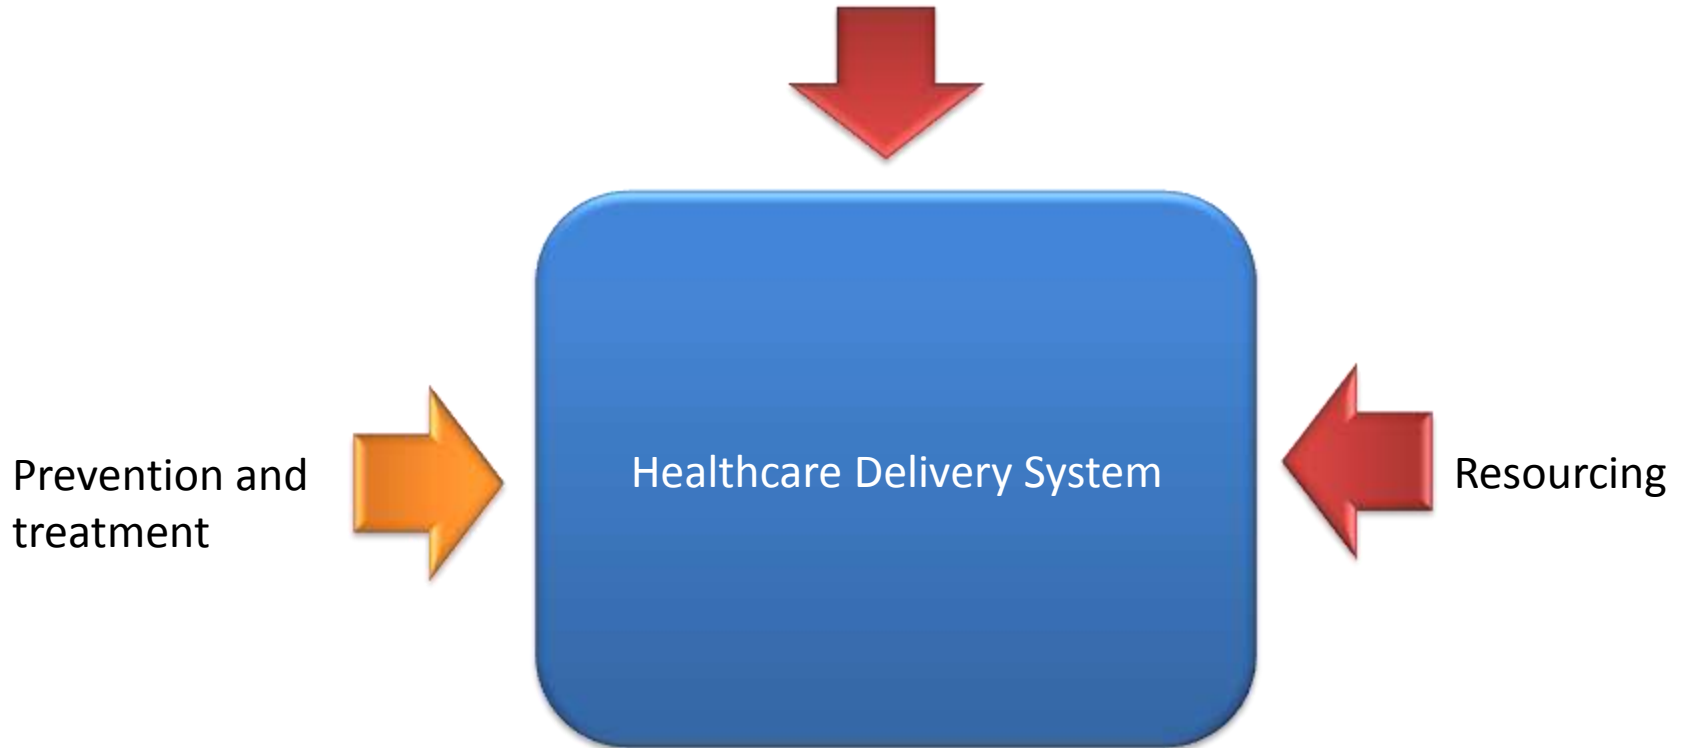 Prevention and
treatment
Healthcare Delivery System
Resourcing